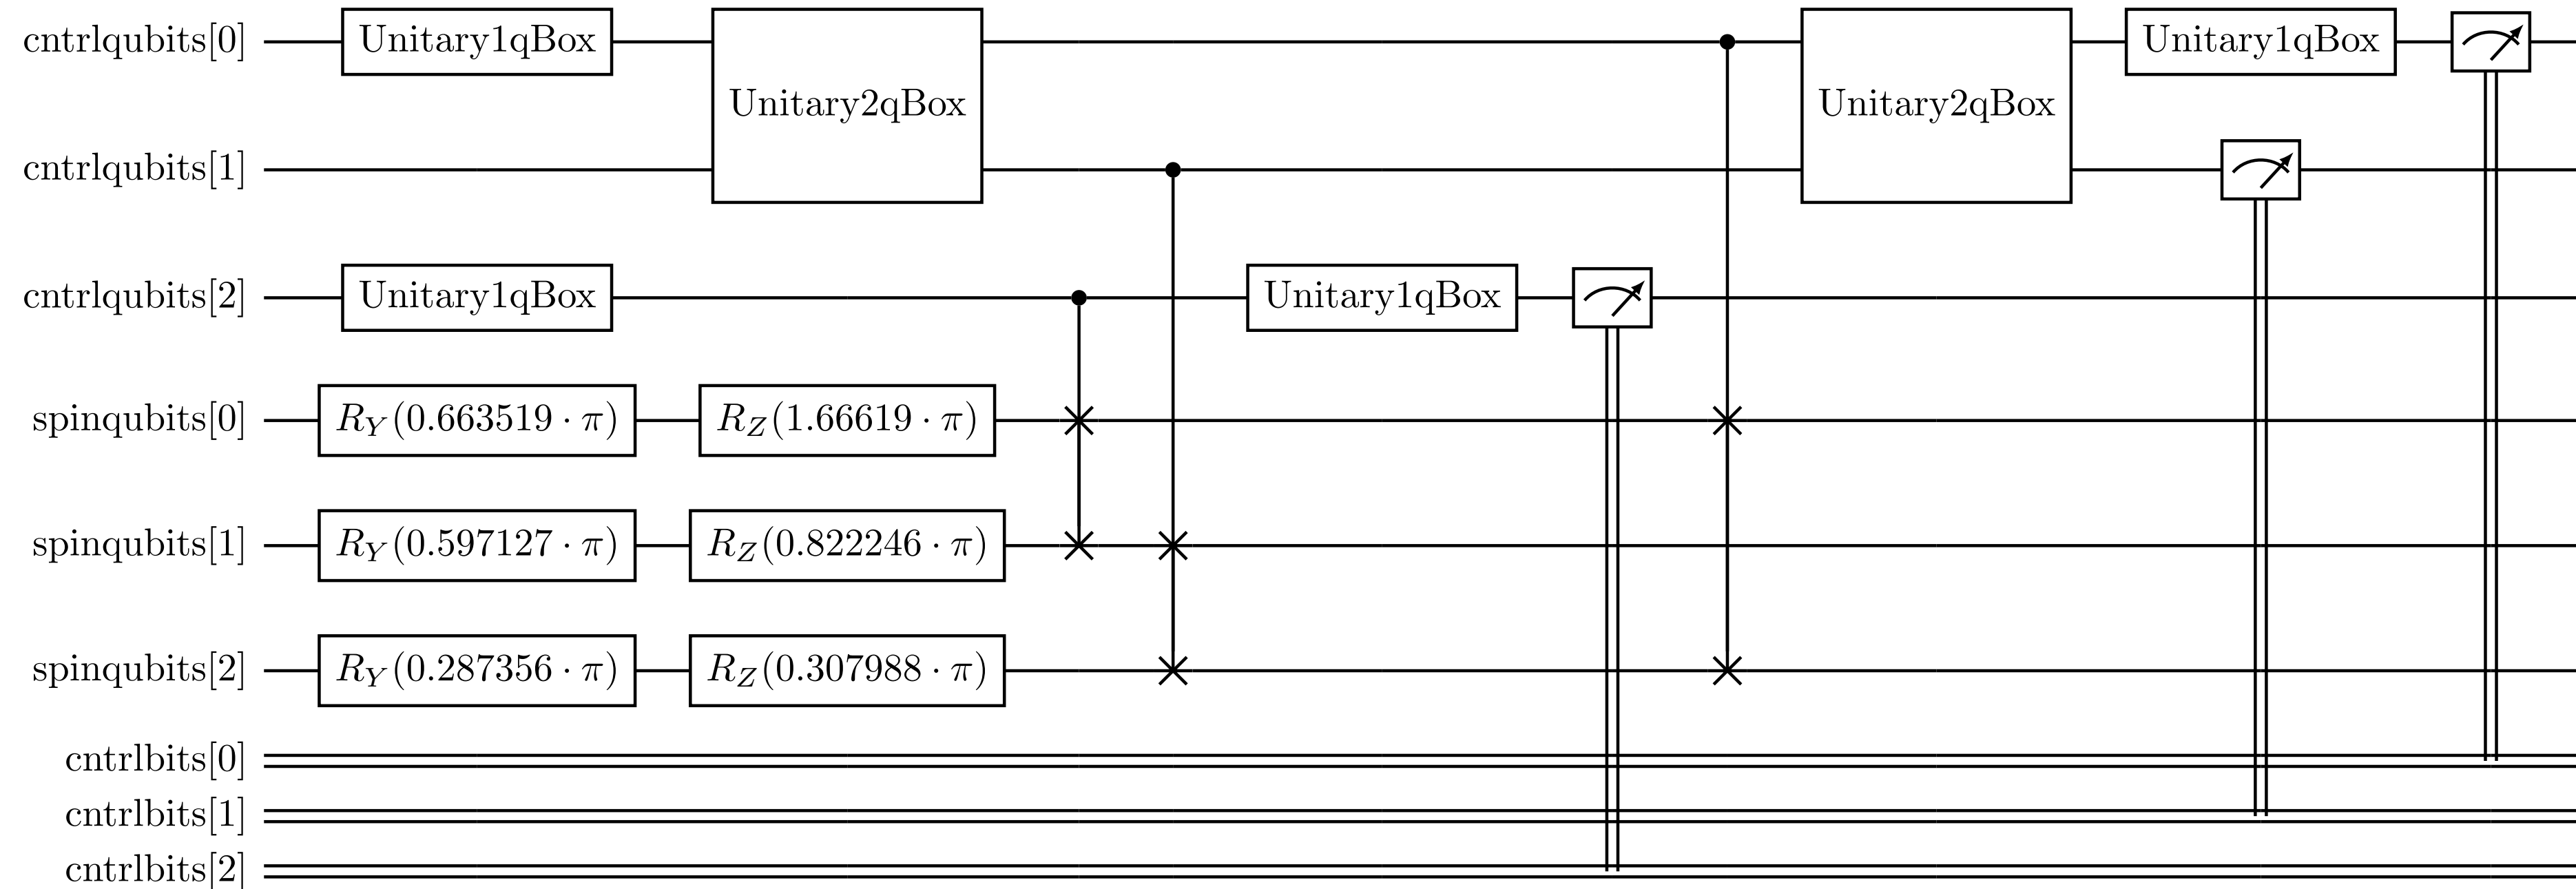 cntrlqubits[0] Unitary1qBox Unitary2qBox Unitary2qBox Unitary1qBox
cntrlqubits[1]
cntrlqubits[2] Unitary1qBox Unitary1qBox
spinqubits[0] R_Y(0.663519 · π) R_Z(1.66619 · π)
spinqubits[1] R_Y(0.597127 · π) R_Z(0.822246 · π)
spinqubits[2] R_Y(0.287356 · π) R_Z(0.307988 · π)
cntrlbits[0]
cntrlbits[1]
cntrlbits[2]